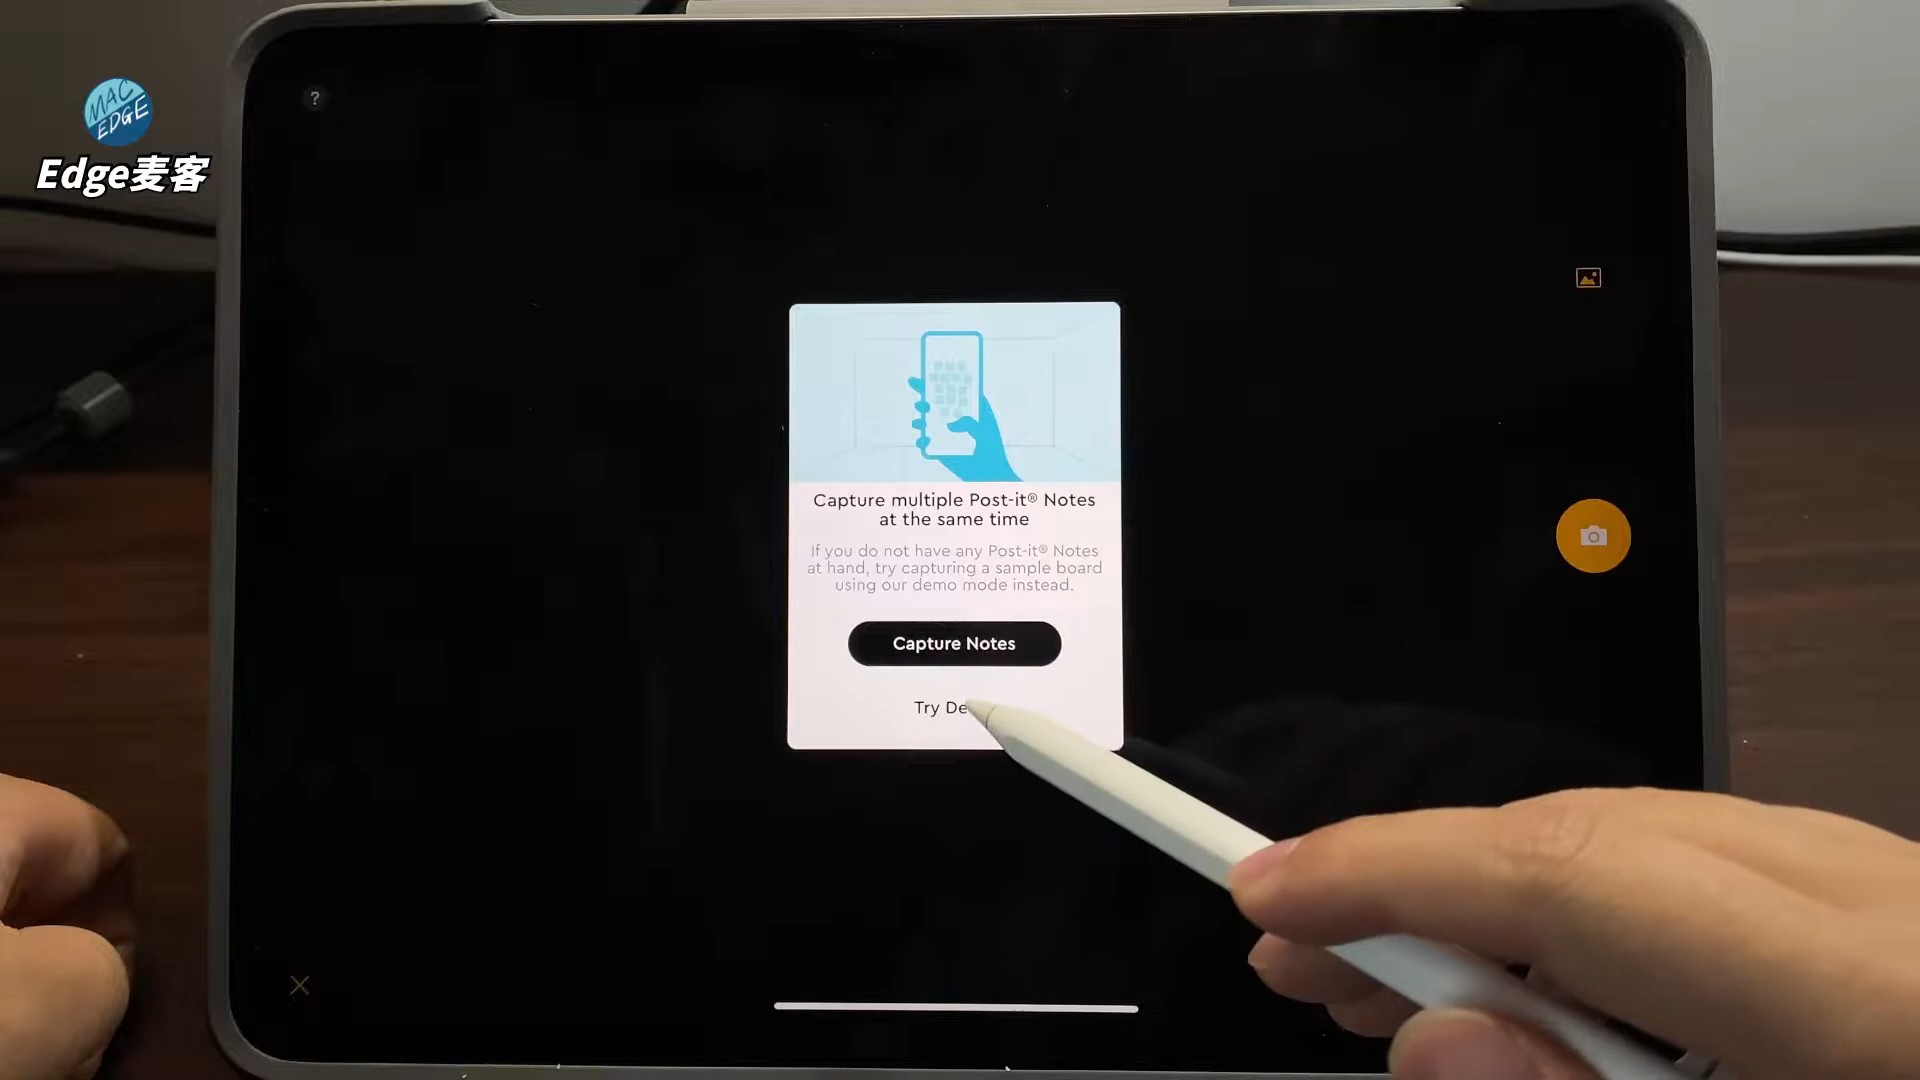 MAC
EDGE
Edge麦客
?
Capture multiple Post-it® Notes
at the same time
If you do not have any Post-it® Notes
at hand, try capturing a sample board
using our demo mode instead.
Capture Notes
Try De